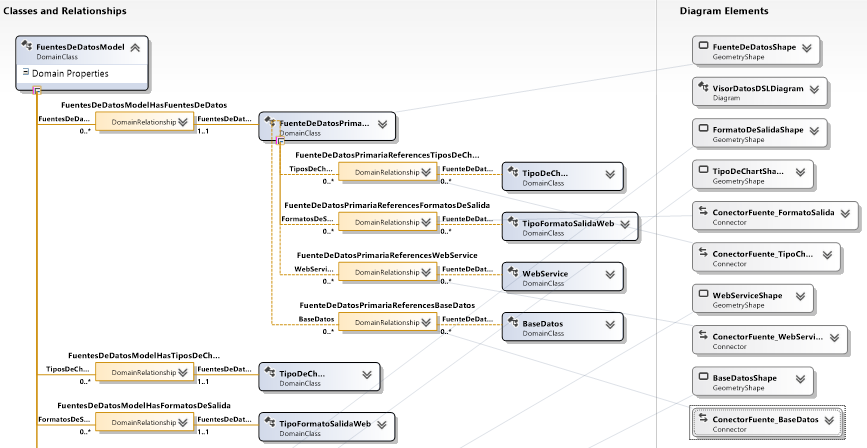 Classes and Relationships
FuentesDeDatosModel
DomainClass
Domain Properties
FuentesDeDatosModelHasFuentesDeDatos
FuentesDeDa...
DomainRelationship
FuentesDeDat...
0..*
1..1
FuenteDeDatosPrima...
DomainClass
FuenteDeDatosPrimariaReferencesTiposDeCh...
TiposDeCh...
DomainRelationship
FuenteDeDat...
0..*
0..*
TipoDeCh...
DomainClass
FuenteDeDatosPrimariaReferencesFormatosDeSalida
FormatosDeS...
DomainRelationship
FuenteDeDat...
0..*
0..*
TipoFormatoSalidaWeb
DomainClass
FuenteDeDatosPrimariaReferencesWebService
WebServi...
DomainRelationship
FuenteDeDat...
0..*
0..*
WebService
DomainClass
FuenteDeDatosPrimariaReferencesBaseDatos
BaseDatos
DomainRelationship
FuenteDeDat...
0..*
0..*
BaseDatos
DomainClass
FuentesDeDatosModelHasTiposDeCh...
TiposDeCh...
DomainRelationship
FuentesDeDat...
0..*
1..1
TipoDeCh...
DomainClass
FuentesDeDatosModelHasFormatosDeSalida
FormatosDeS...
DomainRelationship
FuentesDeDat...
0..*
1..1
TipoFormatoSalidaWeb
DomainClass
Diagram Elements
FuenteDeDatosShape
GeometryShape
VisorDatosDSLDiagram
Diagram
FormatoDeSalidaShape
GeometryShape
TipoDeChartSha...
GeometryShape
ConectorFuente_FormatoSalida
Connector
ConectorFuente_TipoCh...
Connector
WebServiceShape
GeometryShape
ConectorFuente_WebServi...
Connector
BaseDatosShape
GeometryShape
ConectorFuente_BaseDatos
Connector